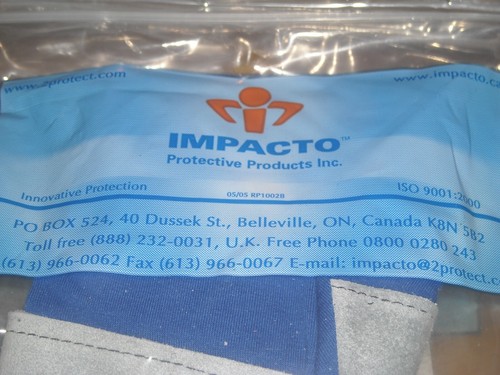 www.2protect.com www.impacto.ca
IMPACTO™
Protective Products Inc.
Innovative Protection 05/05 RP1002B ISO 9001:2000
PO BOX 524, 40 Dussek St., Belleville, ON, Canada K8N 5B2
Toll free (888) 232-0031, U.K. Free Phone 0800 0280 243
(613) 966-0062 Fax (613) 966-0067 E-mail: impacto@2protect.c